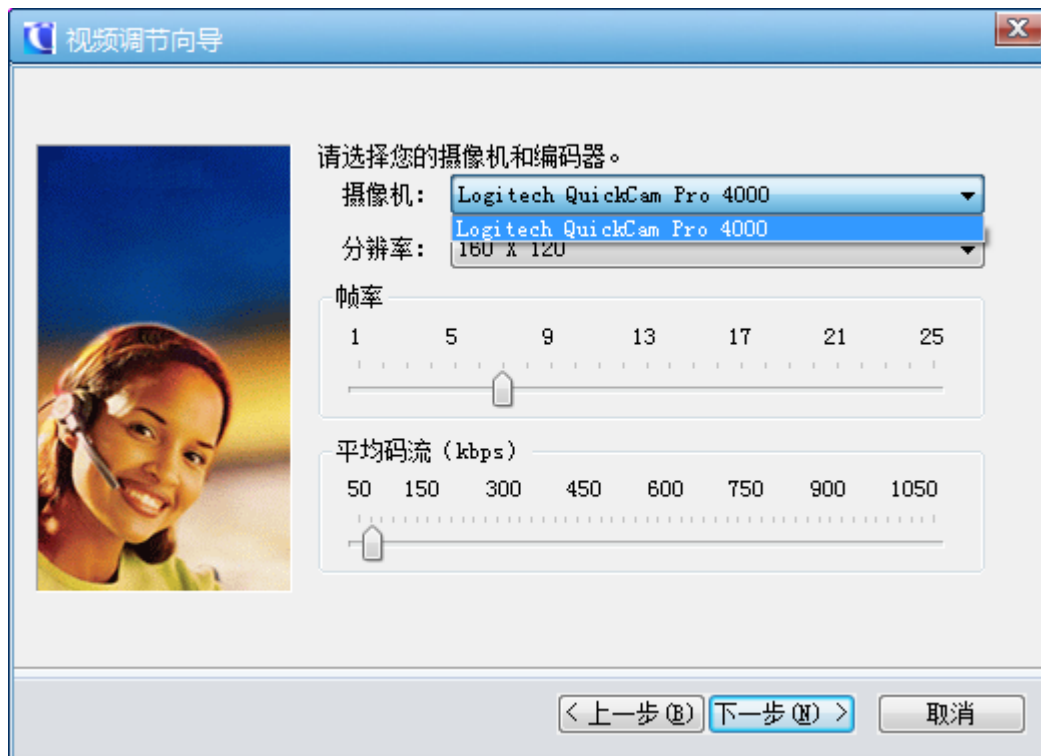 视频调节向导
请选择您的摄像机和编码器。
摄像机: Logitech QuickCam Pro 4000
Logitech QuickCam Pro 4000
分辨率: 160 X 120
帧率
1 5 9 13 17 21 25
平均码流(kbps)
50 150 300 450 600 750 900 1050
< 上一步(B) 下一步(N) > 取消